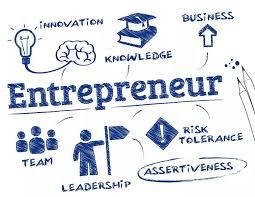 INNOVATION
KNOWLEDGE
BUSINESS
Entrepreneur
TEAM
LEADERSHIP
RISK
TOLERANCE
ASSERTIVENESS